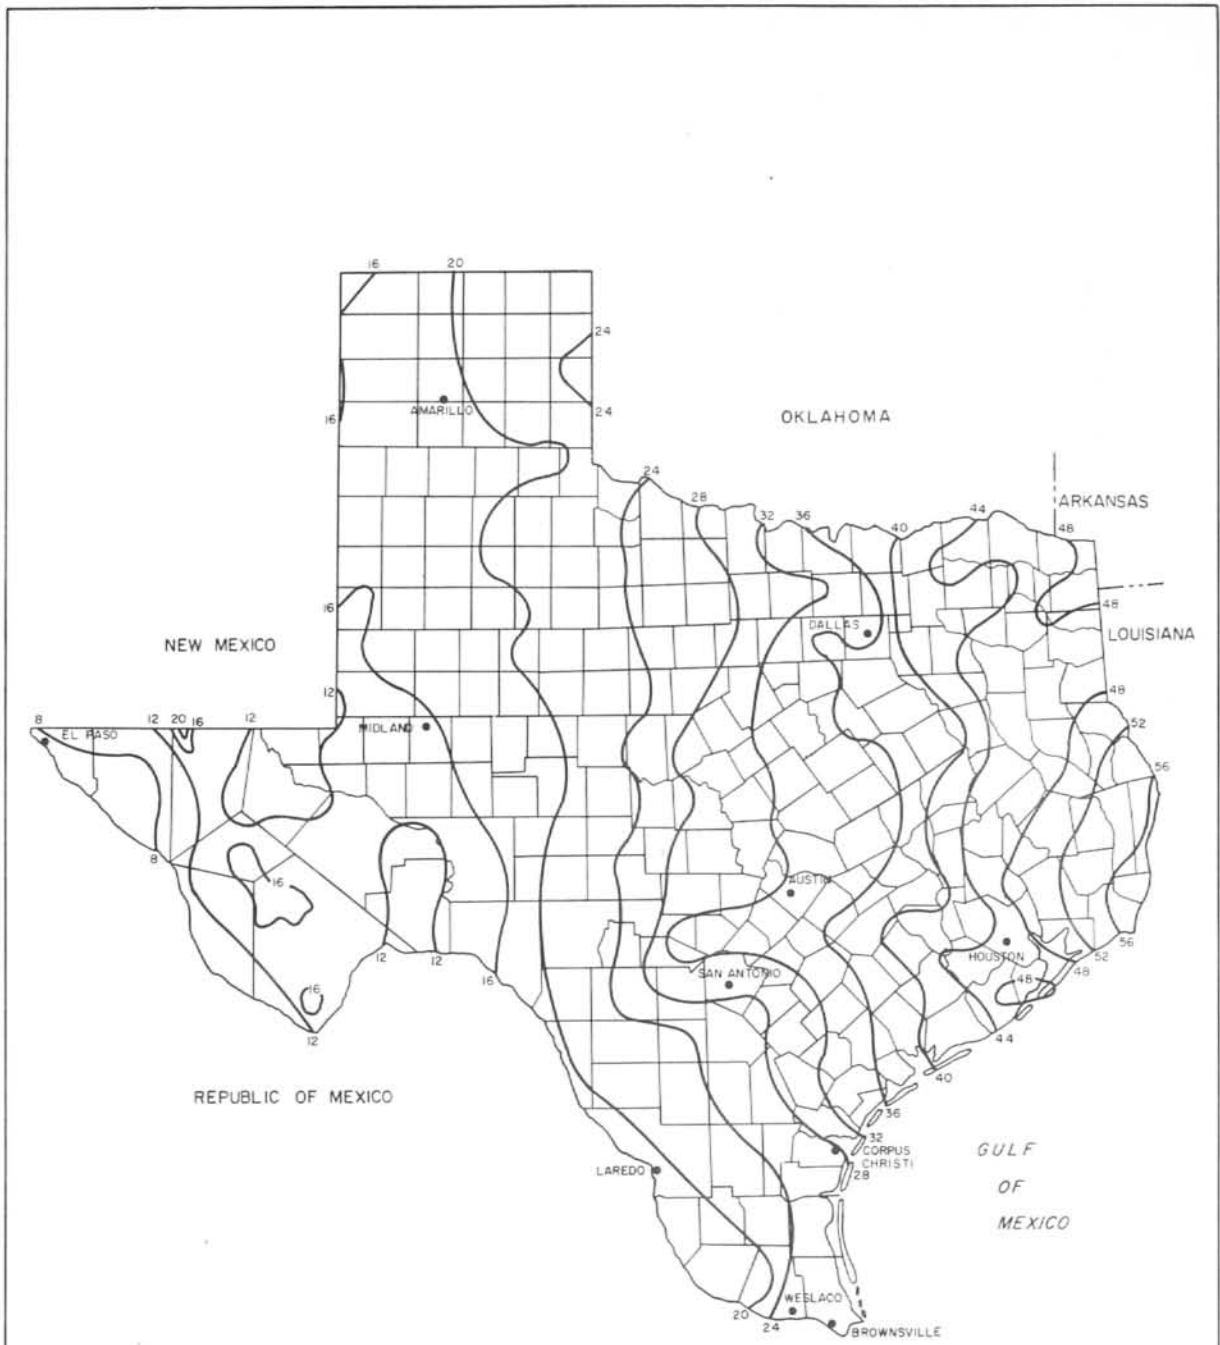 16 20
24
16 AMARILLO 24
OKLAHOMA
24
28
32 36 40 44 48 ARKANSAS
16 48
NEW MEXICO DALLAS LOUISIANA
12 48
8 12 20 16 12 MIDLAND 52
EL PASO
56
8
16 AUSTIN
12 12 HOUSTON 56
52
16 SAN ANTONIO 48
16 48
12 44
40
REPUBLIC OF MEXICO
36
32
CORPUS
CHRISTI
GULF
LAREDO 28
OF
MEXICO
WESLACO
20
24
BROWNSVILLE